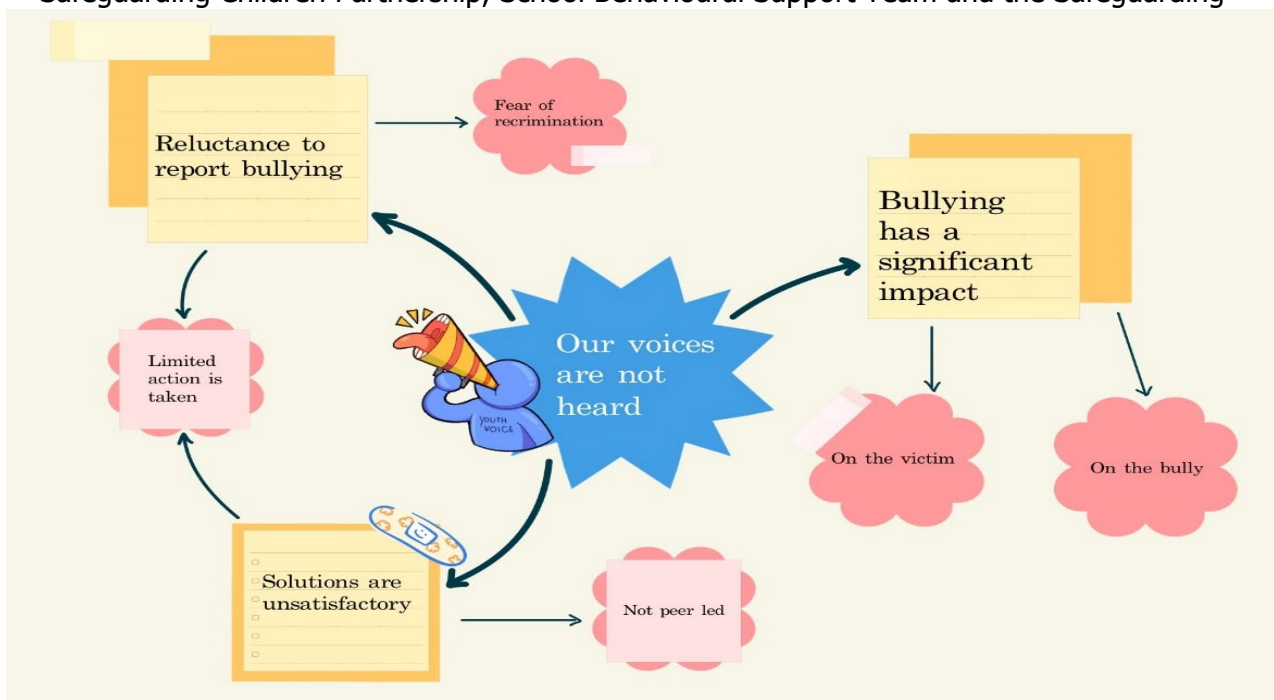 Safeguarding Children Partnership, School Behavioural Support Team and the Safeguarding
Fear of
recrimination
Reluctance to
report bullying
Bullying
has a
significant
impact
Our voices
are not
heard
Limited
action is
taken
YOUTH
VOICE
On the victim
On the bully
Solutions are
unsatisfactory
Not peer led